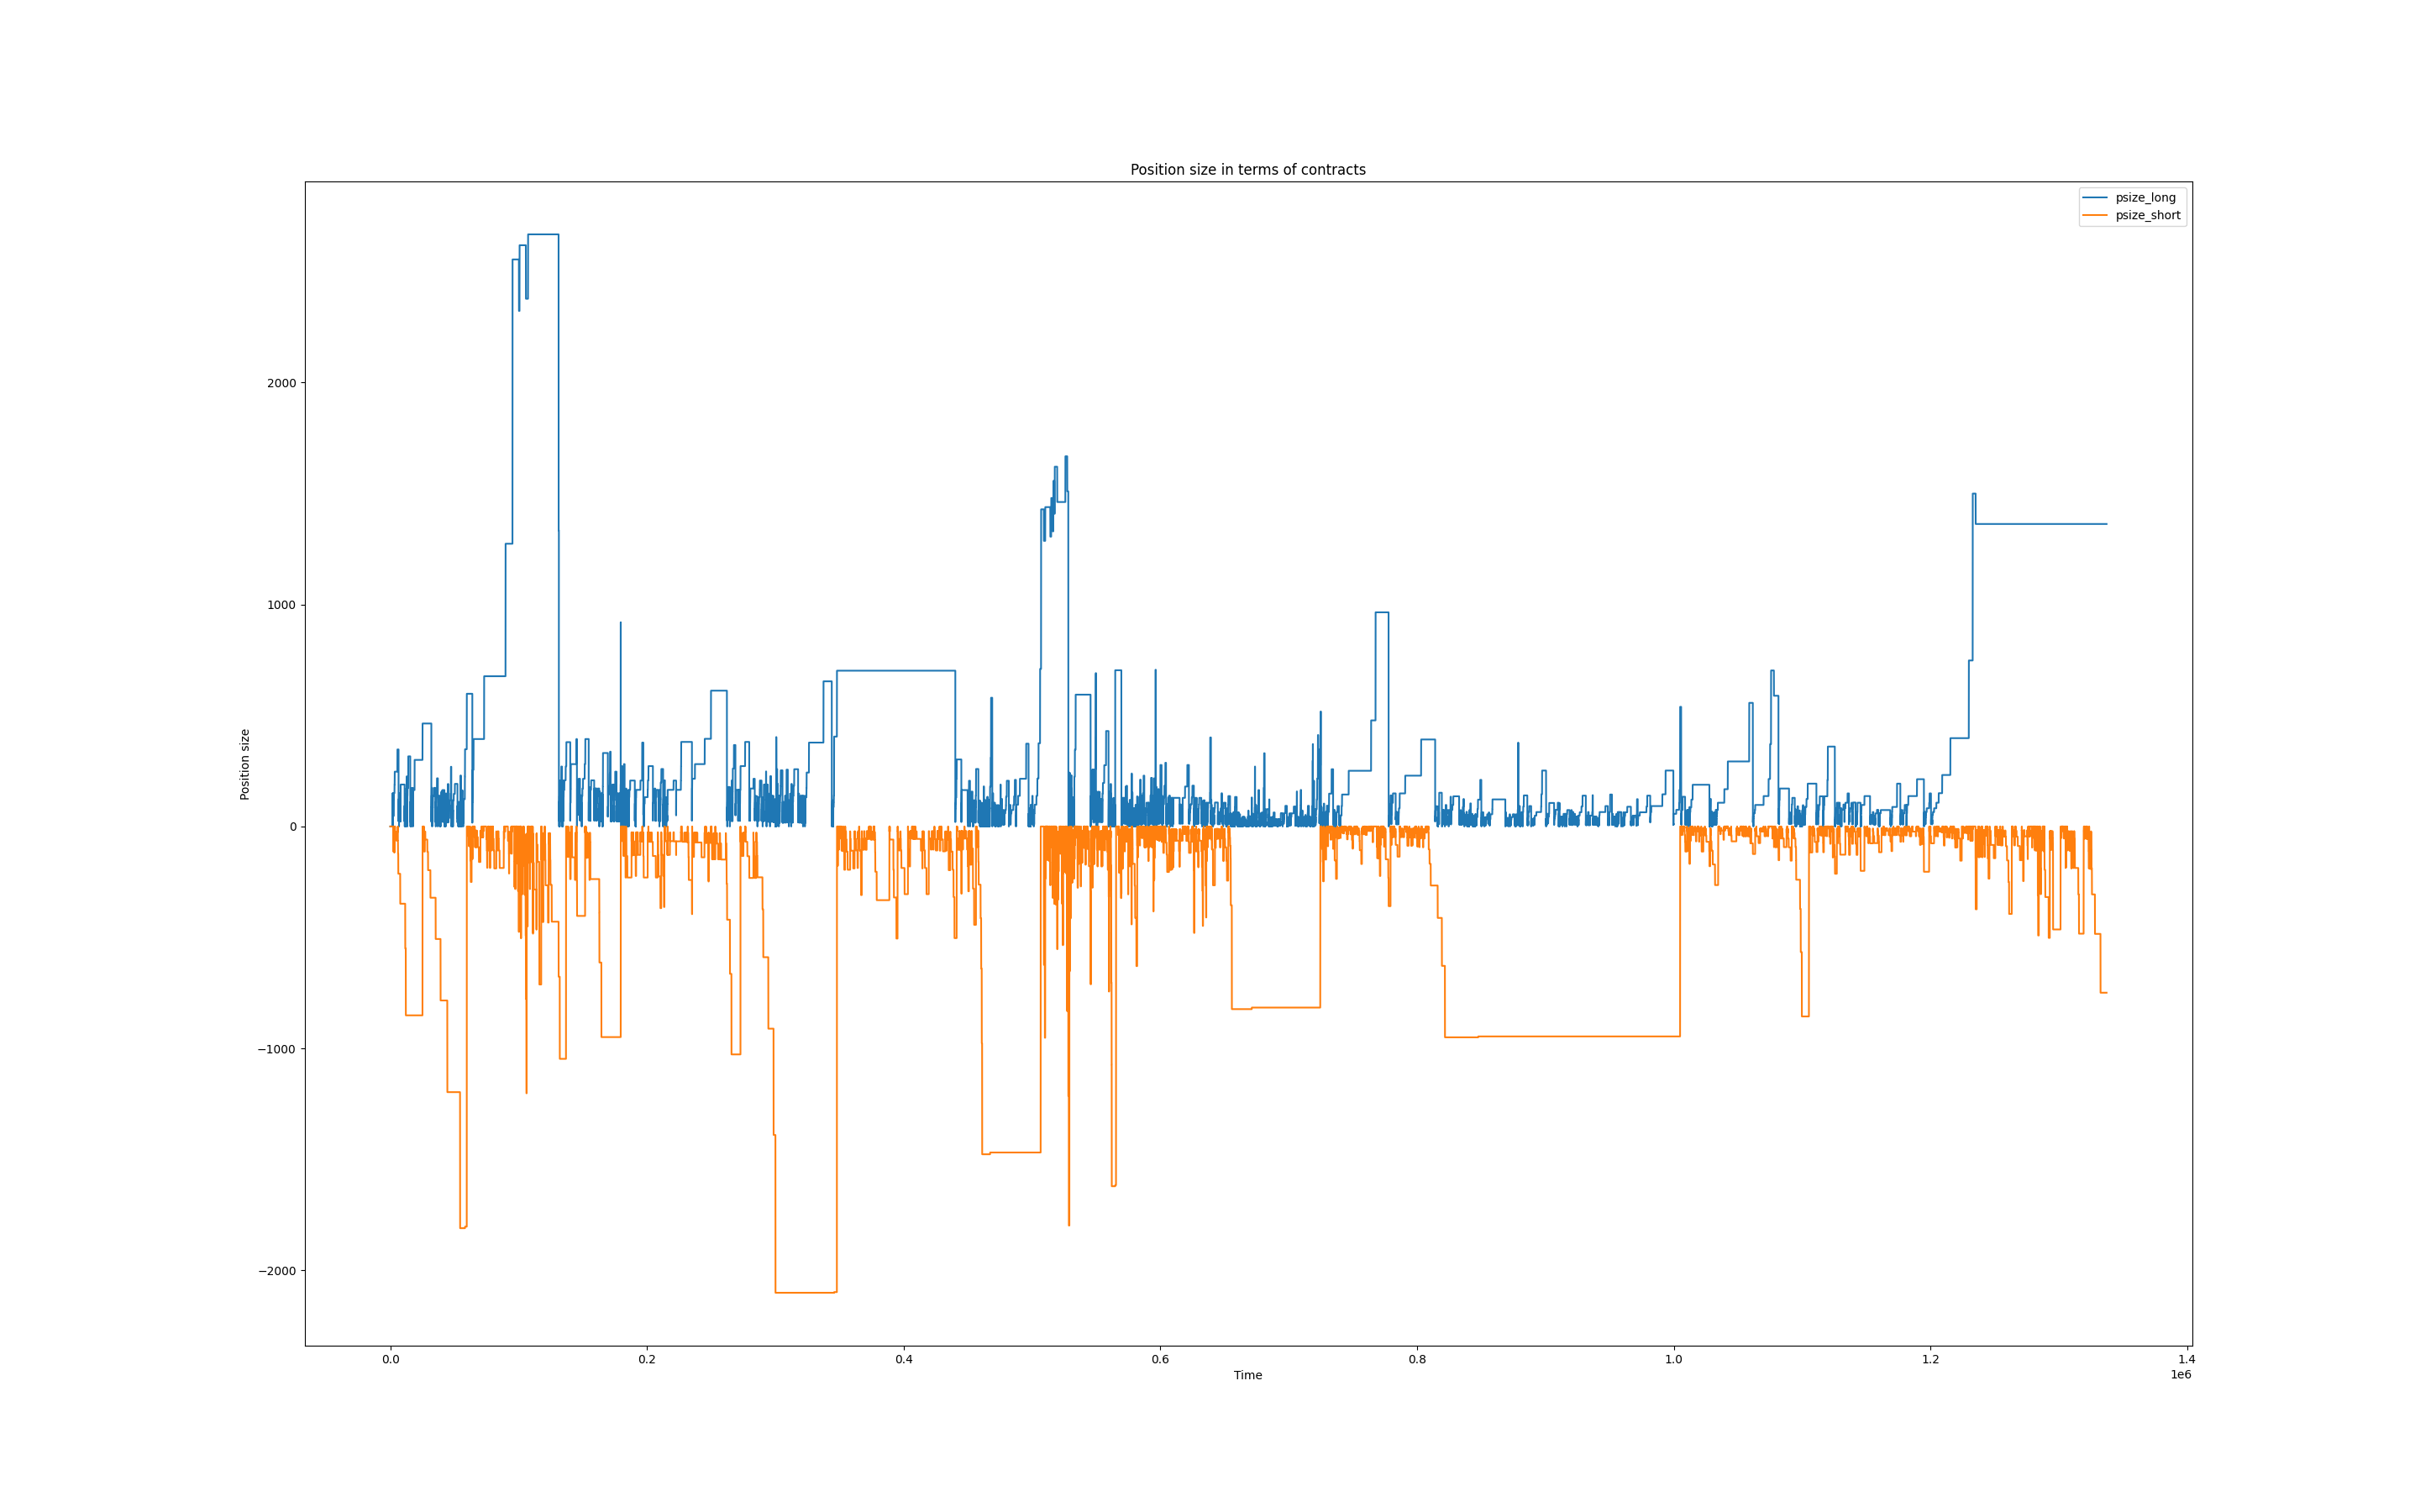 Position size in terms of contracts
psize_long
psize_short
Position size
2000
1000
0
−1000
−2000
0.0
0.2
0.4
0.6
0.8
1.0
1.2
1.4
1e6
Time